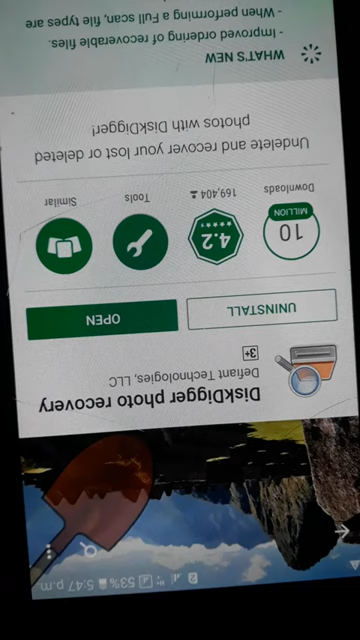 2 53% 5:47 p.m.
DiskDigger photo recovery
Defiant Technologies, LLC
3+
UNINSTALL OPEN
10
MILLION
4.2
Downloads 169,404 Tools Similar
Undelete and recover your lost or deleted
photos with DiskDigger!
WHAT'S NEW
- Improved ordering of recoverable files.
- When performing a Full scan, file types are